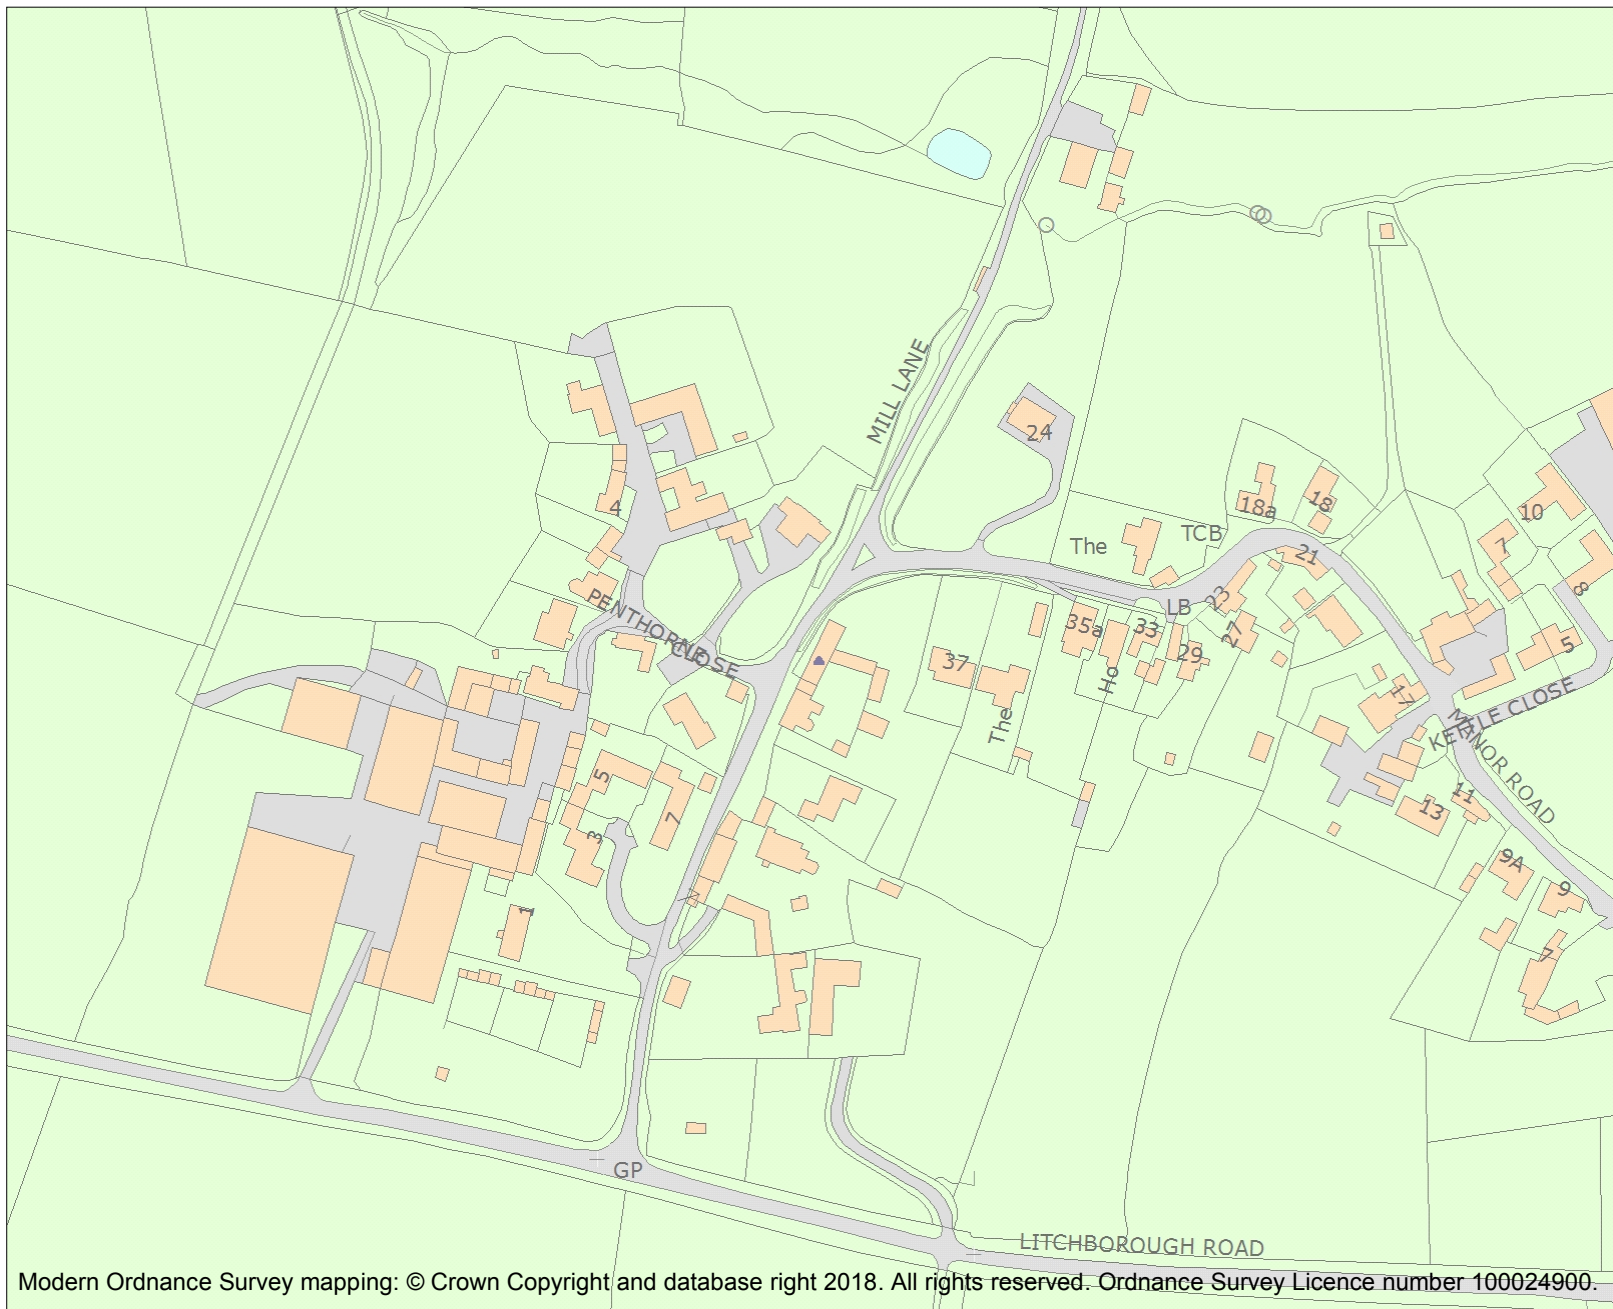 MILL LANE
24
18a
18
10
4
The
TCB
21
7
8
PENTHORNE
CLOSE
23
LB
35a
33
27
29
5
37
Ho
17
The
KETTLE CLOSE
MANOR ROAD
5
7
3
11
13
9A
9
1
7
GP
LITCHBOROUGH ROAD
Modern Ordnance Survey mapping: © Crown Copyright and database right 2018. All rights reserved. Ordnance Survey Licence number 100024900.